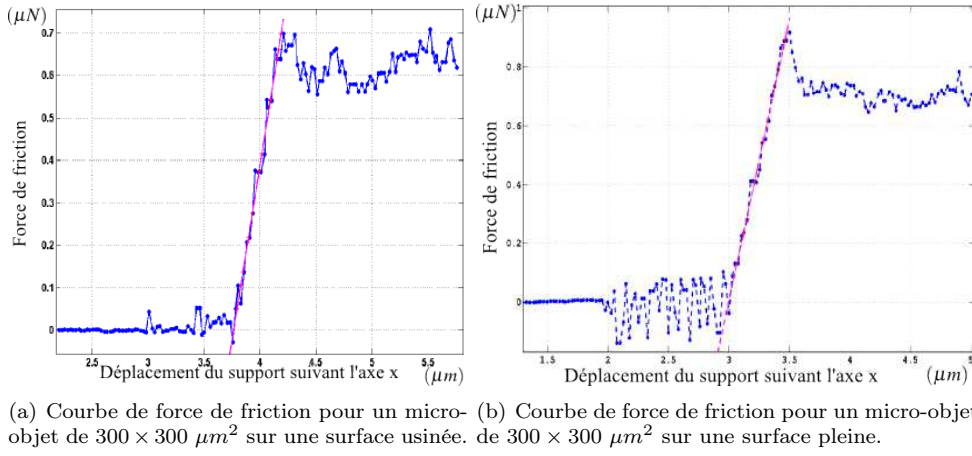 (μN)
0.7
0.6
0.5
0.4
0.3
0.2
0.1
0
Force de friction
2.5 3 3.5 4 4.5 5 5.5
Déplacement du support suivant l'axe x (μm)
(μN)
1
0.8
0.6
0.4
0.2
0
Force de friction
1.5 2 2.5 3 3.5 4 4.5 5
Déplacement du support suivant l'axe x (μm)
(a) Courbe de force de friction pour un micro-
objet de 300 × 300 μm² sur une surface usinée.
(b) Courbe de force de friction pour un micro-objet
de 300 × 300 μm² sur une surface pleine.